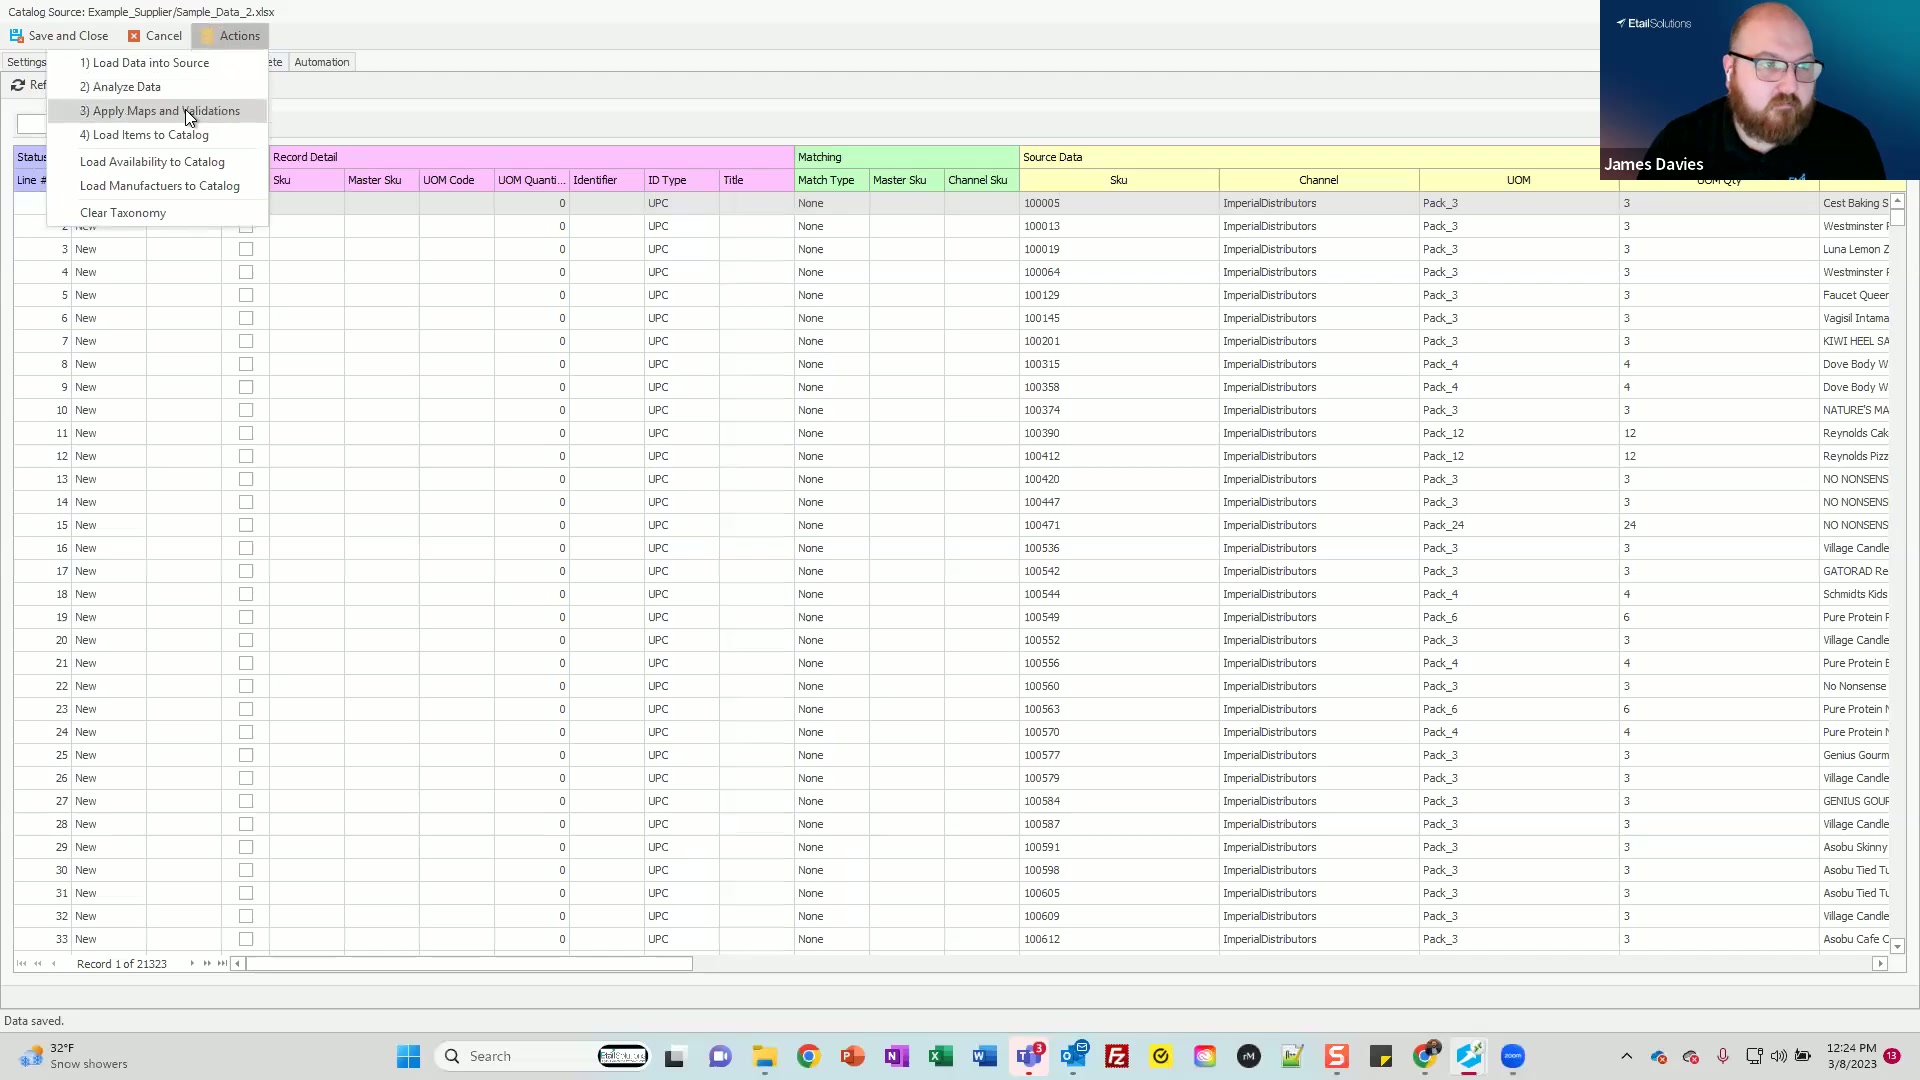 Catalog Source: Example_Supplier/Sample_Data_2.xlsx
Save and Close Cancel Actions
Settings Automation
1) Load Data into Source
2) Analyze Data
3) Apply Maps and Validations
4) Load Items to Catalog
Load Availability to Catalog
Load Manufactuers to Catalog
Clear Taxonomy
EtailSolutions
James Davies
Status Record Detail Matching Source Data
Line # Sku Master Sku UOM Code UOM Quanti... Identifier ID Type Title Match Type Master Sku Channel Sku Sku Channel UOM UOM Qty
0 UPC None 100005 ImperialDistributors Pack_3 3 Cest Baking S
2 New 0 UPC None 100013 ImperialDistributors Pack_3 3 Westminster
3 New 0 UPC None 100019 ImperialDistributors Pack_3 3 Luna Lemon Z
4 New 0 UPC None 100064 ImperialDistributors Pack_3 3 Westminster
5 New 0 UPC None 100129 ImperialDistributors Pack_3 3 Faucet Queer
6 New 0 UPC None 100145 ImperialDistributors Pack_3 3 Vagisil Intama
7 New 0 UPC None 100201 ImperialDistributors Pack_3 3 KIWI HEEL SA
8 New 0 UPC None 100315 ImperialDistributors Pack_4 4 Dove Body W
9 New 0 UPC None 100358 ImperialDistributors Pack_4 4 Dove Body W
10 New 0 UPC None 100374 ImperialDistributors Pack_3 3 NATURE'S MA
11 New 0 UPC None 100390 ImperialDistributors Pack_12 12 Reynolds Cak
12 New 0 UPC None 100412 ImperialDistributors Pack_12 12 Reynolds Pizz
13 New 0 UPC None 100420 ImperialDistributors Pack_3 3 NO NONSENS
14 New 0 UPC None 100447 ImperialDistributors Pack_3 3 NO NONSENS
15 New 0 UPC None 100471 ImperialDistributors Pack_24 24 NO NONSENS
16 New 0 UPC None 100536 ImperialDistributors Pack_3 3 Village Candle
17 New 0 UPC None 100542 ImperialDistributors Pack_3 3 GATORAD Re
18 New 0 UPC None 100544 ImperialDistributors Pack_4 4 Schmidts Kids
19 New 0 UPC None 100549 ImperialDistributors Pack_6 6 Pure Protein
20 New 0 UPC None 100552 ImperialDistributors Pack_3 3 Village Candle
21 New 0 UPC None 100556 ImperialDistributors Pack_4 4 Pure Protein
22 New 0 UPC None 100560 ImperialDistributors Pack_3 3 No Nonsense
23 New 0 UPC None 100563 ImperialDistributors Pack_6 6 Pure Protein
24 New 0 UPC None 100570 ImperialDistributors Pack_4 4 Pure Protein
25 New 0 UPC None 100577 ImperialDistributors Pack_3 3 Genius Gourm
26 New 0 UPC None 100579 ImperialDistributors Pack_3 3 Village Candle
27 New 0 UPC None 100584 ImperialDistributors Pack_3 3 GENIUS GOUR
28 New 0 UPC None 100587 ImperialDistributors Pack_3 3 Village Candle
29 New 0 UPC None 100591 ImperialDistributors Pack_3 3 Asobu Skinny
30 New 0 UPC None 100598 ImperialDistributors Pack_3 3 Asobu Tied Tu
31 New 0 UPC None 100605 ImperialDistributors Pack_3 3 Asobu Tied Tu
32 New 0 UPC None 100609 ImperialDistributors Pack_3 3 Village Candle
33 New 0 UPC None 100612 ImperialDistributors Pack_3 3 Asobu Cafe C
Record 1 of 21323
Data saved.
32°F
Snow showers
Search
EtailSolutions
3
rM
zoom
12:24 PM
3/8/2023
13